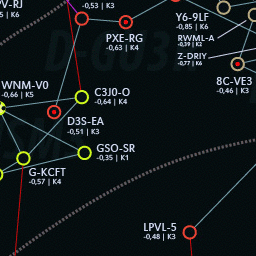 V-RJ
-0,53 | K3
PXE-RG
-0,63 | K4
Y6-9LF
-0,85 | K6
RWML-A
-0,39 | K2
Z-DRIY
-0,77 | K6
8C-VE3
-0,46 | K3
WNM-V0
-0,66 | K5
C3J0-O
-0,64 | K4
D3S-EA
-0,51 | K3
GSO-SR
-0,35 | K1
G-KCFT
-0,57 | K4
LPVL-5
-0,48 | K3